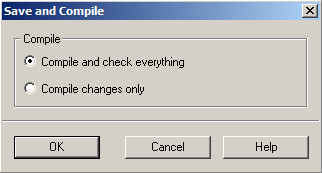 Save and Compile
Compile
Compile and check everything
Compile changes only
OK Cancel Help